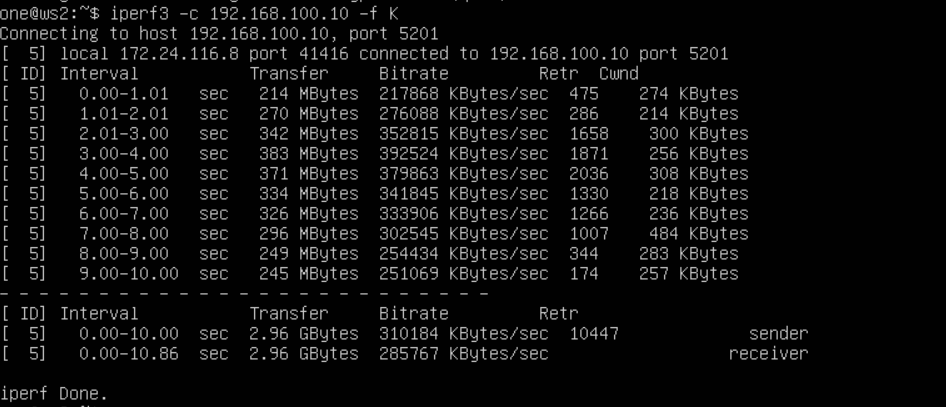 one@ws2:~$ iperf3 -c 192.168.100.10 -f K
Connecting to host 192.168.100.10, port 5201
[  5] local 172.24.116.8 port 41416 connected to 192.168.100.10 port 5201
[ ID] Interval           Transfer     Bitrate         Retr  Cwnd
[  5]   0.00-1.01   sec   214 MBytes  217868 KBytes/sec  475    274 KBytes
[  5]   1.01-2.01   sec   270 MBytes  276088 KBytes/sec  286    214 KBytes
[  5]   2.01-3.00   sec   342 MBytes  352815 KBytes/sec  1658    300 KBytes
[  5]   3.00-4.00   sec   383 MBytes  392524 KBytes/sec  1871    256 KBytes
[  5]   4.00-5.00   sec   371 MBytes  379863 KBytes/sec  2036    308 KBytes
[  5]   5.00-6.00   sec   334 MBytes  341845 KBytes/sec  1330    218 KBytes
[  5]   6.00-7.00   sec   326 MBytes  333906 KBytes/sec  1266    236 KBytes
[  5]   7.00-8.00   sec   296 MBytes  302545 KBytes/sec  1007    484 KBytes
[  5]   8.00-9.00   sec   249 MBytes  254434 KBytes/sec  344    283 KBytes
[  5]   9.00-10.00  sec   245 MBytes  251069 KBytes/sec  174    257 KBytes
- - - - - - - - - - - - - - - - - - - - - - - - -
[ ID] Interval           Transfer     Bitrate         Retr
[  5]   0.00-10.00  sec  2.96 GBytes  310184 KBytes/sec  10447             sender
[  5]   0.00-10.86  sec  2.96 GBytes  285767 KBytes/sec                  receiver
iperf Done.